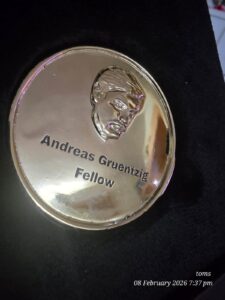 Andreas Gruentzig
Fellow
toms
08 February 2026 7:37 pm